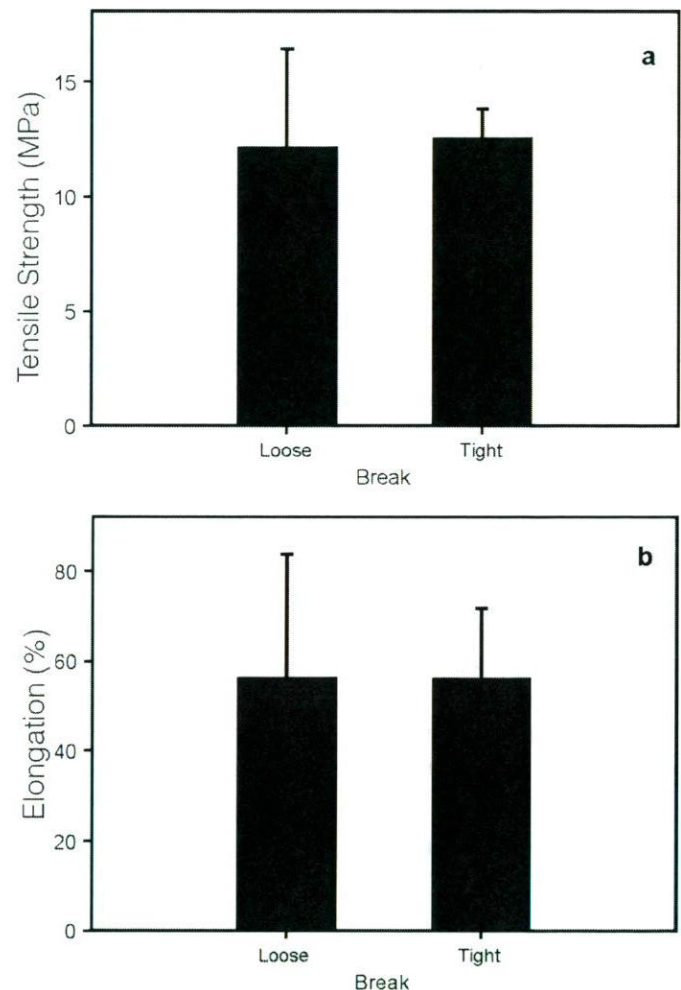 a
Tensile Strength (MPa)
15
10
5
0
Loose Tight
Break
b
Elongation (%)
80
60
40
20
0
Loose Tight
Break